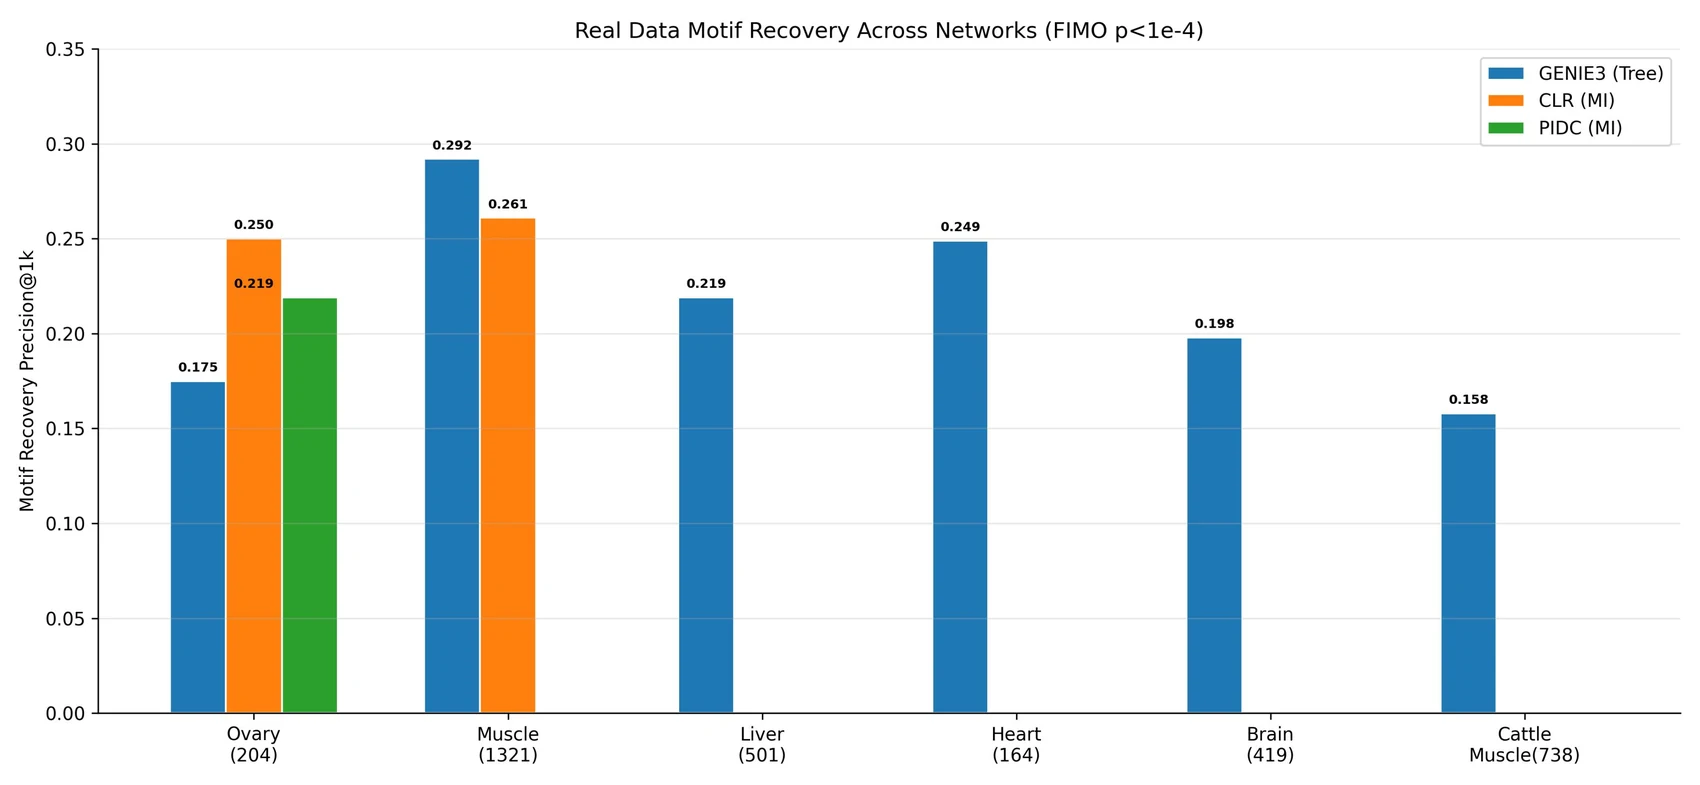 Real Data Motif Recovery Across Networks (FIMO p<1e-4)
GENIE3 (Tree)
CLR (MI)
PIDC (MI)
Motif Recovery Precision@1k
0.35
0.30
0.25
0.20
0.15
0.10
0.05
0.00
0.175
0.250
0.219
0.292
0.261
0.219
0.249
0.198
0.158
Ovary
(204)
Muscle
(1321)
Liver
(501)
Heart
(164)
Brain
(419)
Cattle
Muscle(738)